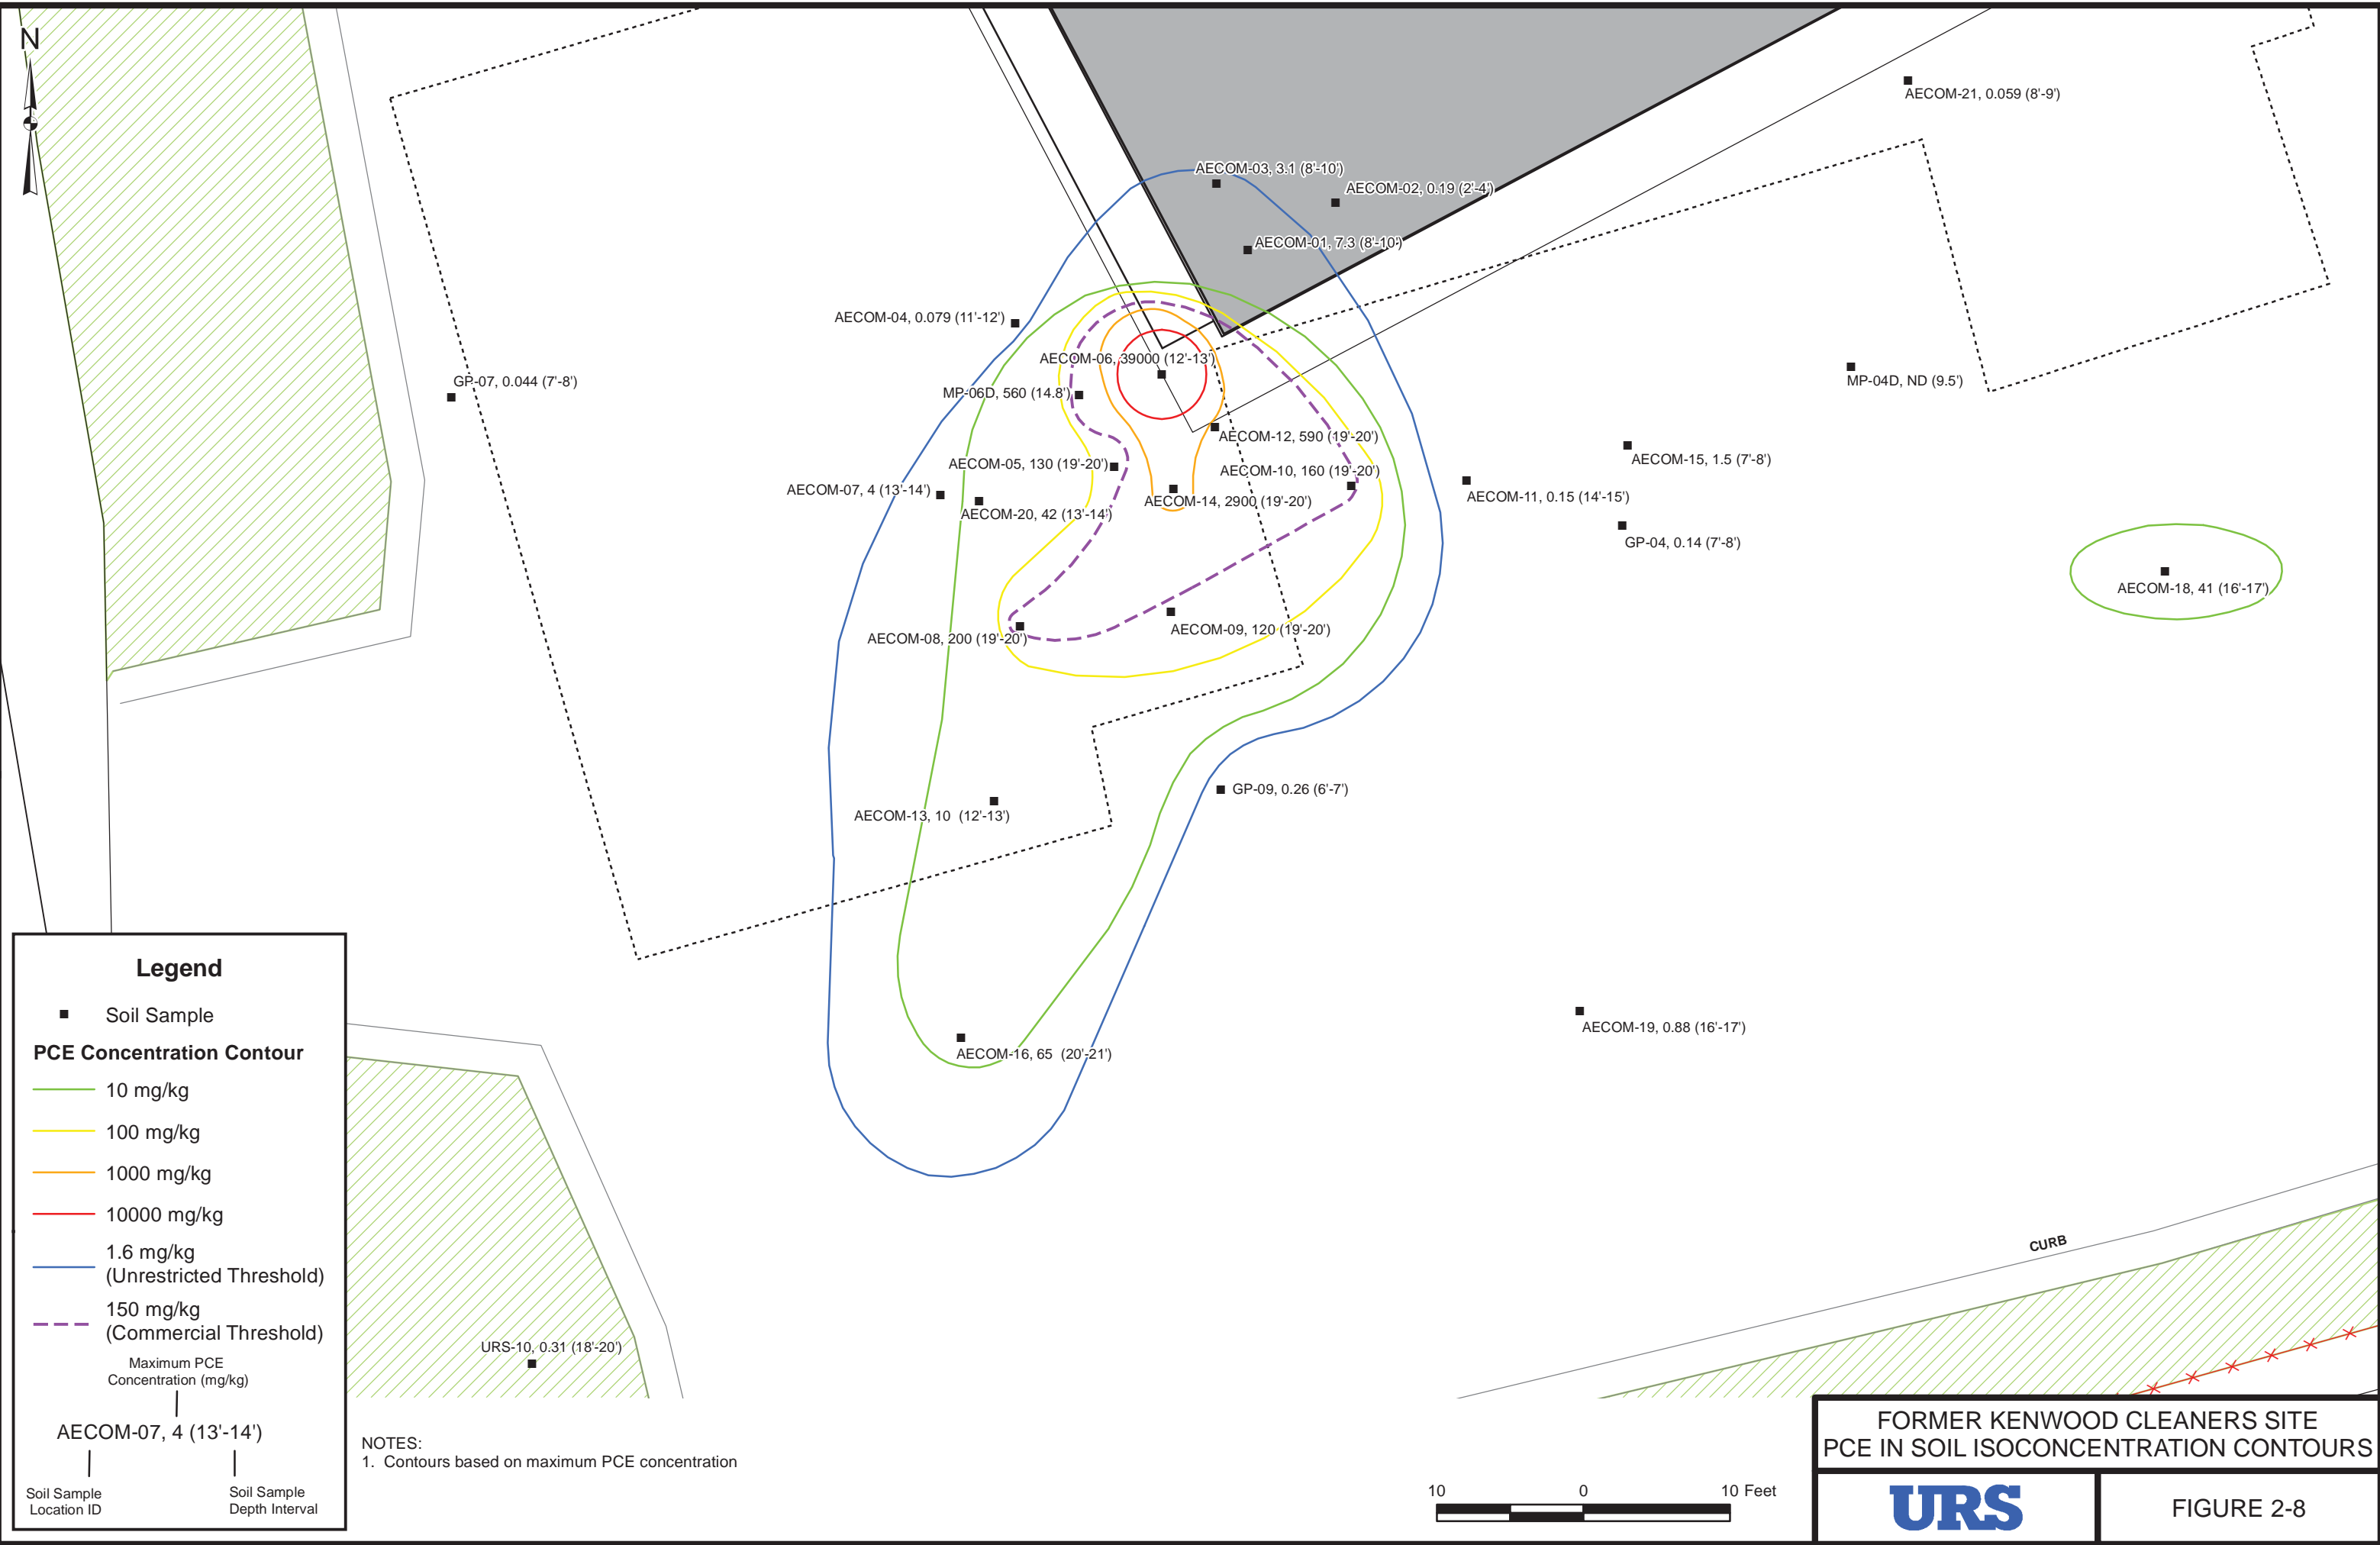 N
AECOM-21, 0.059 (8'-9')
AECOM-03, 3.1 (8'-10')
AECOM-02, 0.19 (2'-4')
AECOM-01, 7.3 (8'-10')
AECOM-04, 0.079 (11'-12')
AECOM-06, 39000 (12'-13')
GP-07, 0.044 (7'-8')
MP-06D, 560 (14.8')
MP-04D, ND (9.5')
AECOM-12, 590 (19'-20')
AECOM-05, 130 (19'-20')
AECOM-10, 160 (19'-20')
AECOM-15, 1.5 (7'-8')
AECOM-07, 4 (13'-14')
AECOM-11, 0.15 (14'-15')
AECOM-14, 2900 (19'-20')
AECOM-20, 42 (13'-14')
GP-04, 0.14 (7'-8')
AECOM-18, 41 (16'-17')
AECOM-09, 120 (19'-20')
AECOM-08, 200 (19'-20')
GP-09, 0.26 (6'-7')
AECOM-13, 10 (12'-13')
AECOM-19, 0.88 (16'-17')
AECOM-16, 65 (20'-21')
CURB
URS-10, 0.31 (18'-20')
Legend
Soil Sample
PCE Concentration Contour
10 mg/kg
100 mg/kg
1000 mg/kg
10000 mg/kg
1.6 mg/kg
(Unrestricted Threshold)
150 mg/kg
(Commercial Threshold)
Maximum PCE
Concentration (mg/kg)
AECOM-07, 4 (13'-14')
Soil Sample
Location ID
Soil Sample
Depth Interval
NOTES:
1. Contours based on maximum PCE concentration
10 0 10 Feet
FORMER KENWOOD CLEANERS SITE
PCE IN SOIL ISOCONCENTRATION CONTOURS
URS
FIGURE 2-8